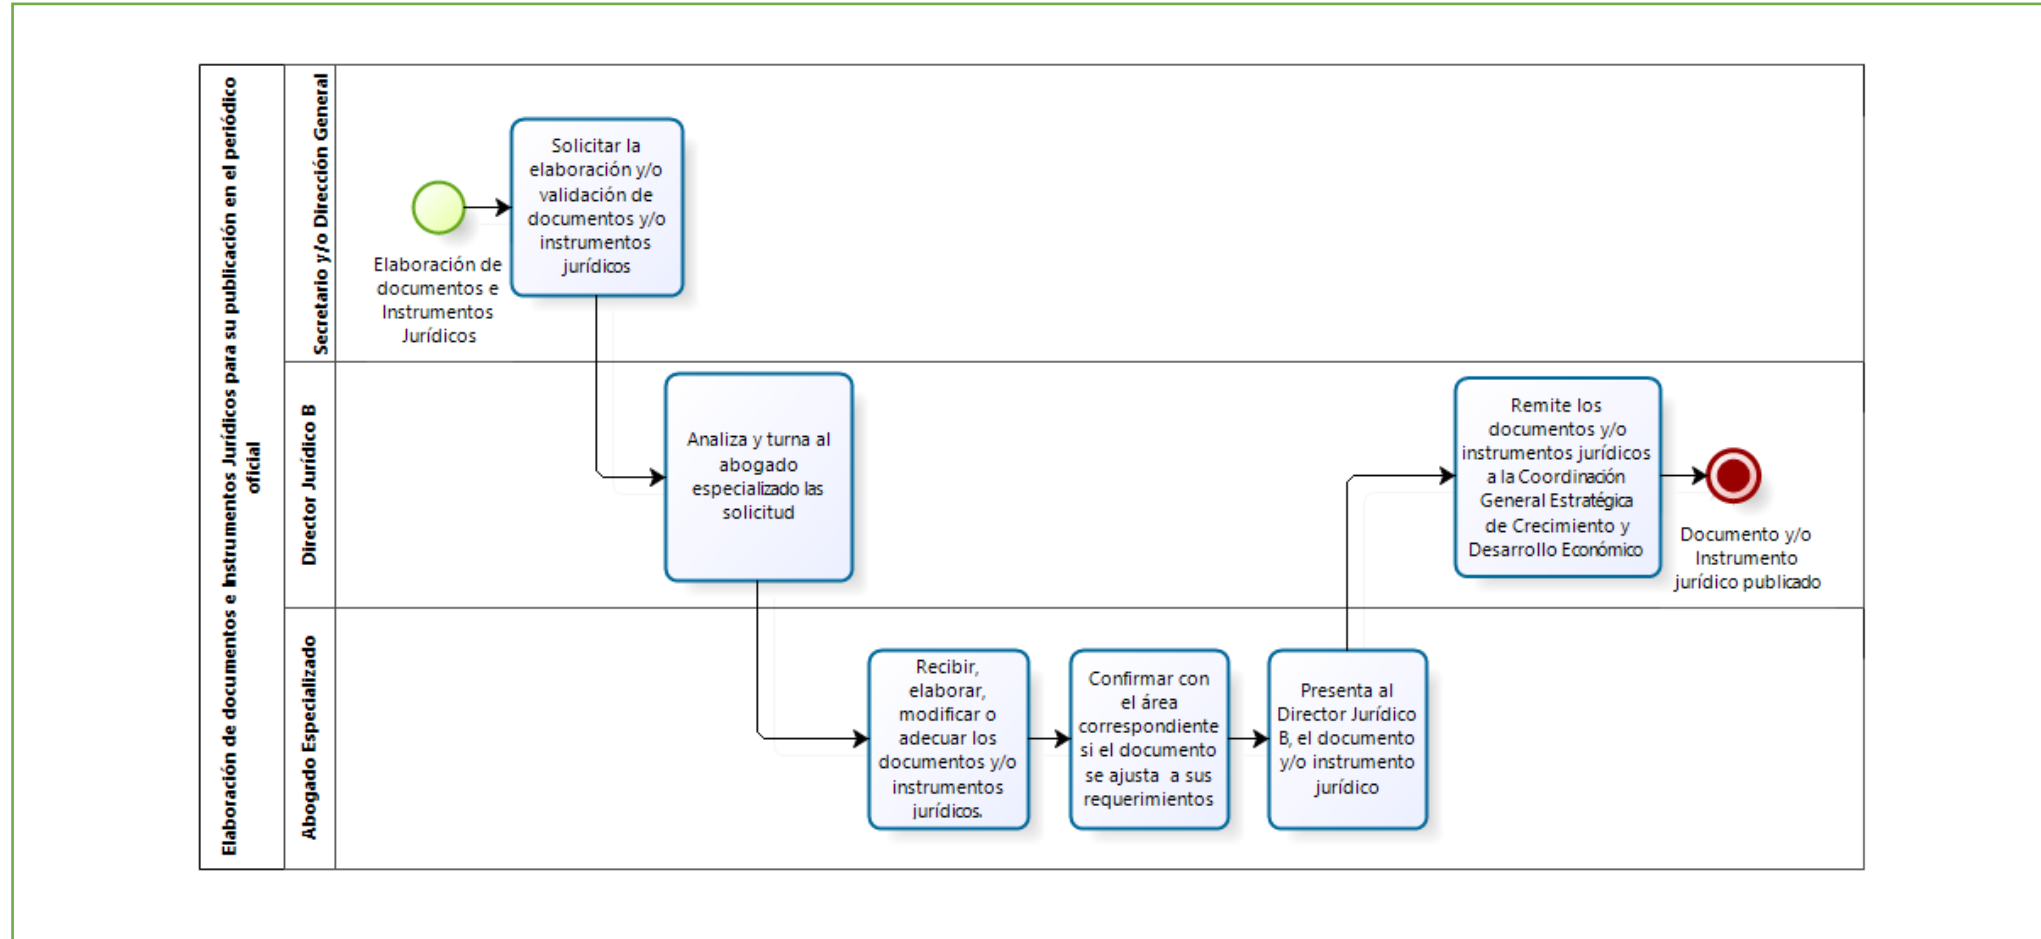 Elaboración de documentos e Instrumentos Jurídicos para su publicación en el periódico
oficial
Secretario y/o Dirección General
Elaboración de
documentos e
Instrumentos
Jurídicos
Solicitar la
elaboración y/o
validación de
documentos y/o
instrumentos
jurídicos
Director Jurídico B
Analiza y turna al
abogado
especializado las
solicitud
Remite los
documentos y/o
instrumentos jurídicos
a la Coordinación
General Estratégica
de Crecimiento y
Desarrollo Económico
Documento y/o
Instrumento
jurídico publicado
Abogado Especializado
Recibir,
elaborar,
modificar o
adecuar los
documentos y/o
instrumentos
jurídicos.
Confirmar con
el área
correspondiente
si el documento
se ajusta  a sus
requerimientos
Presenta al
Director Jurídico
B, el documento
y/o instrumento
jurídico